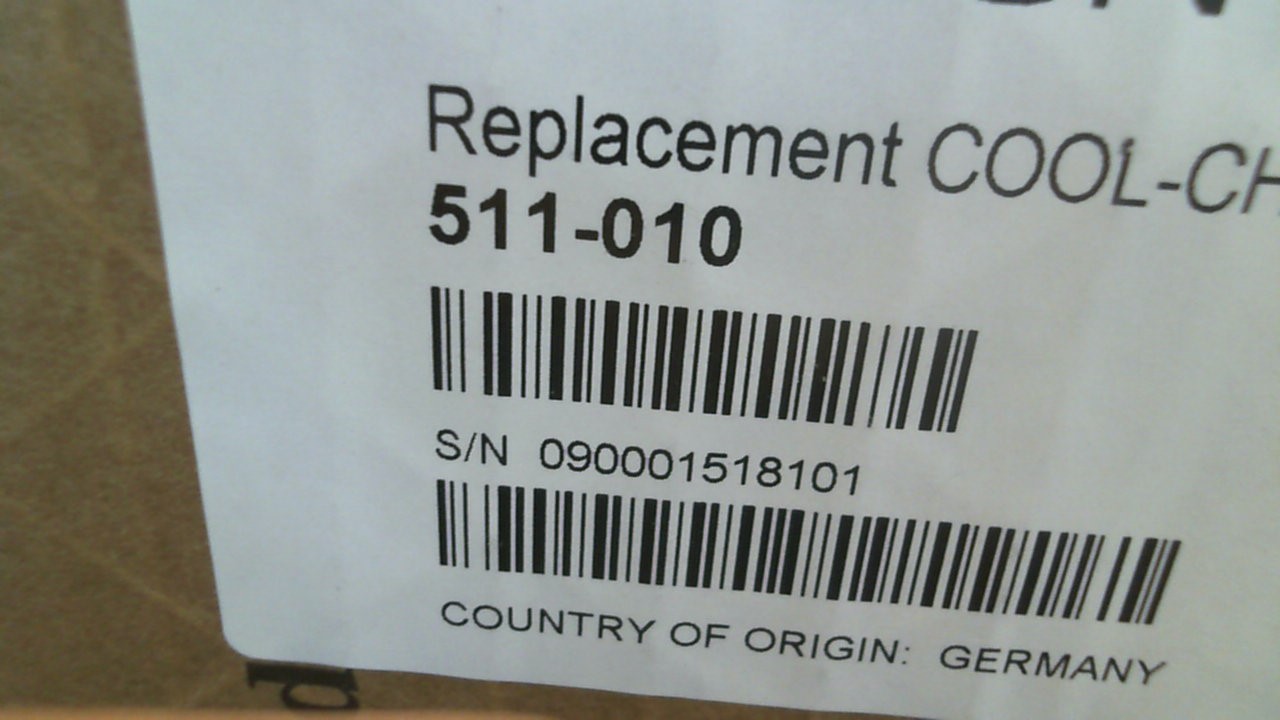 Replacement COOL-CH
511-010
S/N 090001518101
COUNTRY OF ORIGIN: GERMANY